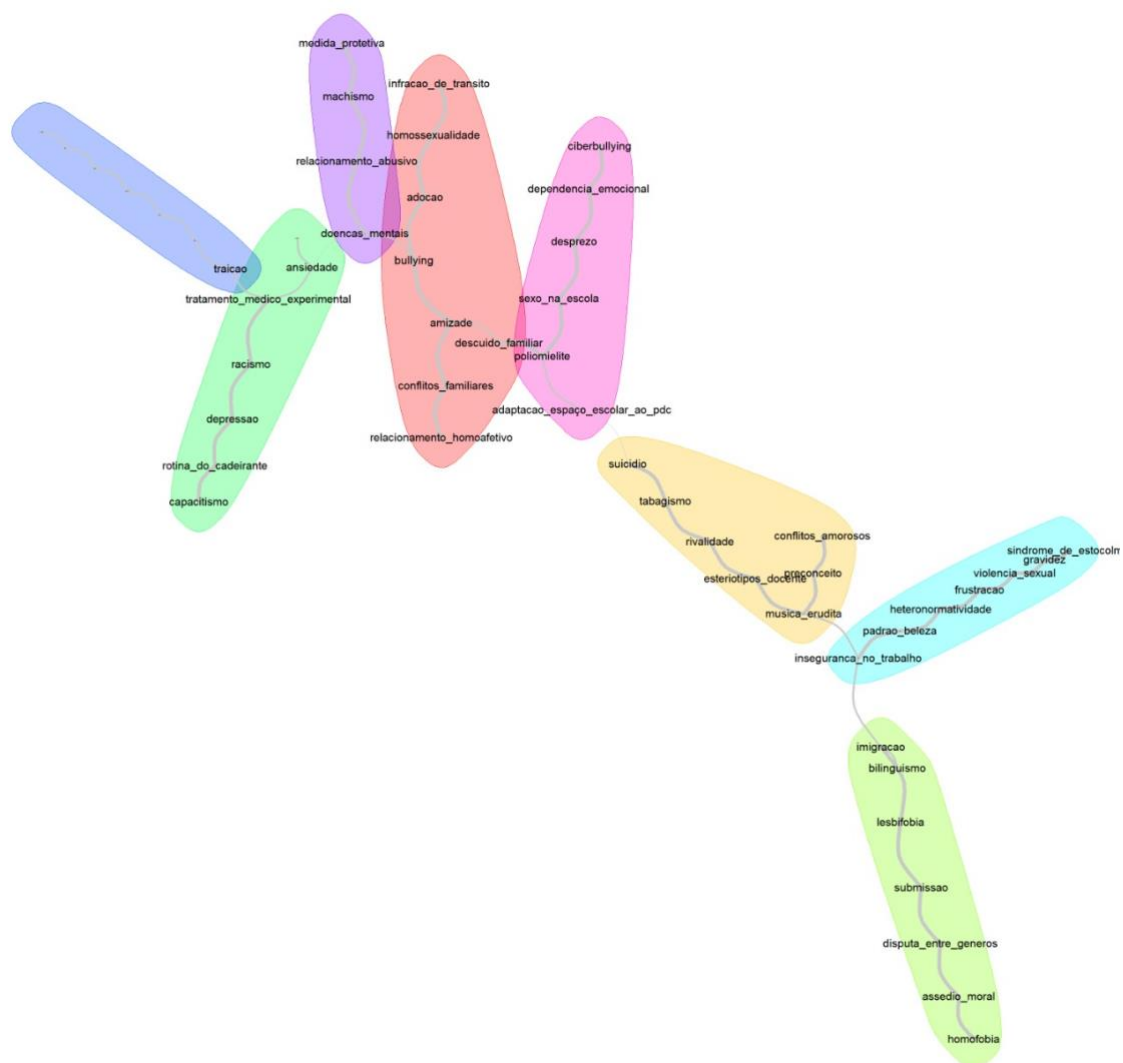 medida_protetiva
machismo
relacionamento_abusivo
doencas_mentais
infracao_de_transito
homossexualidade
adocao
bullying
amizade
descuido_familiar
conflitos_familiares
relacionamento_homoafetivo
ciberbullying
dependencia_emocional
desprezo
sexo_na_escola
poliomielite
adaptacao_espaço_escolar_ao_pdc
traicao
ansiedade
tratamento_medico_experimental
racismo
depressao
rotina_do_cadeirante
capacitismo
suicidio
tabagismo
rivalidade
esteriotipos_docente
conflitos_amorosos
preconceito
musica_erudita
sindrome_de_estocolm
gravidez
violencia_sexual
frustracao
heteronormatividade
padrao_beleza
inseguranca_no_trabalho
imigracao
bilinguismo
lesbifobia
submissao
disputa_entre_generos
assedio_moral
homofobia